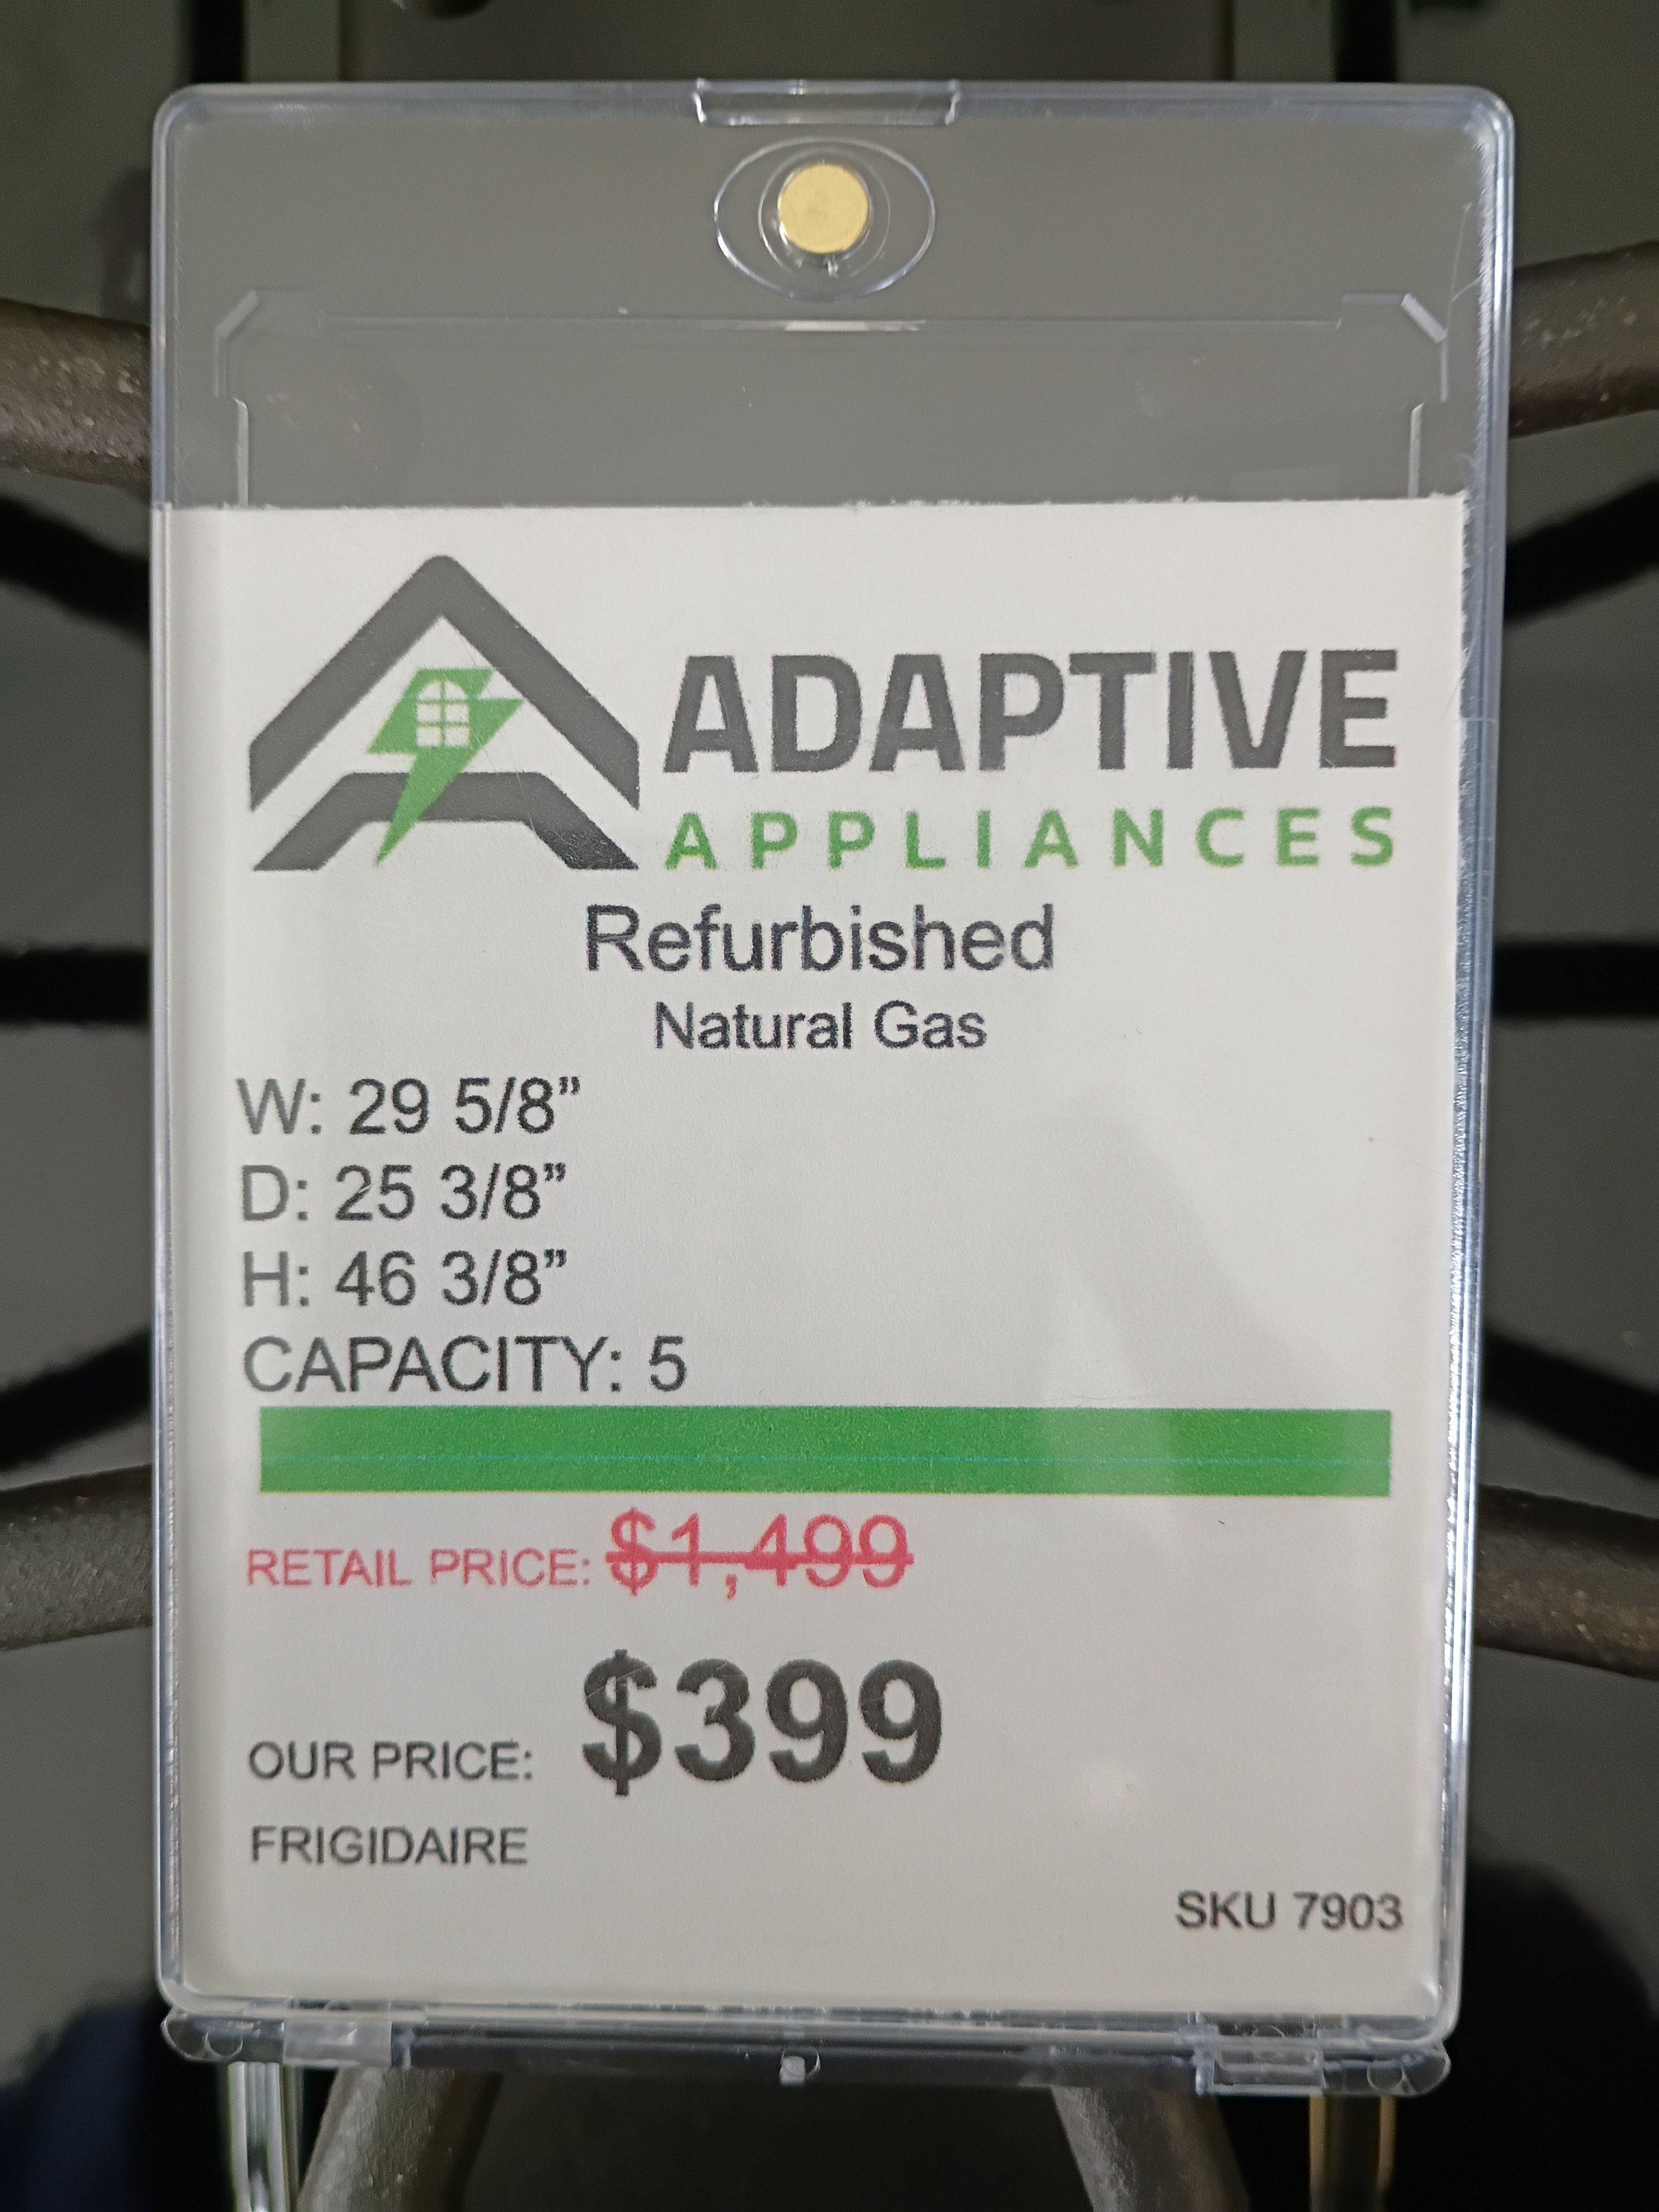 ADAPTIVE
APPLIANCES
Refurbished
Natural Gas
W: 29 5/8”
D: 25 3/8”
H: 46 3/8”
CAPACITY: 5
RETAIL PRICE: $1,499
OUR PRICE: $399
FRIGIDAIRE
SKU 7903